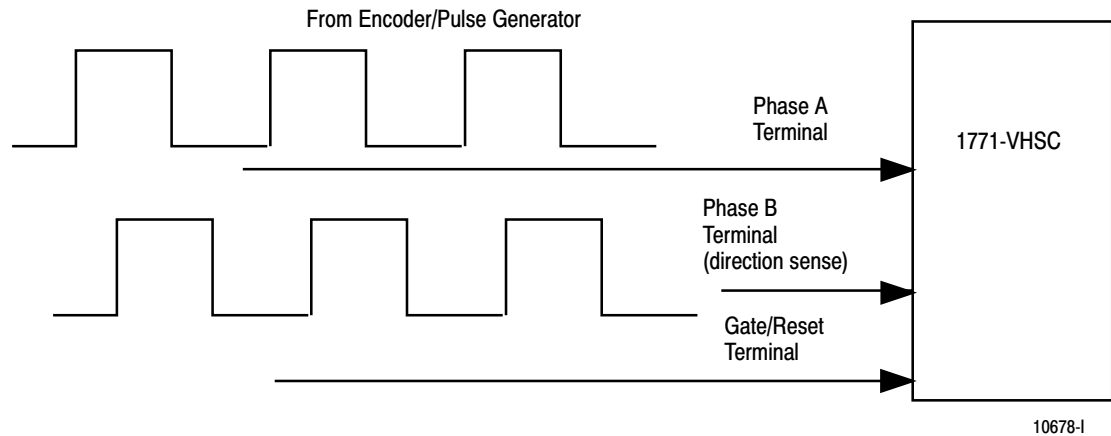 From Encoder/Pulse Generator
Phase A
Terminal
1771-VHSC
Phase B
Terminal
(direction sense)
Gate/Reset
Terminal
10678-I